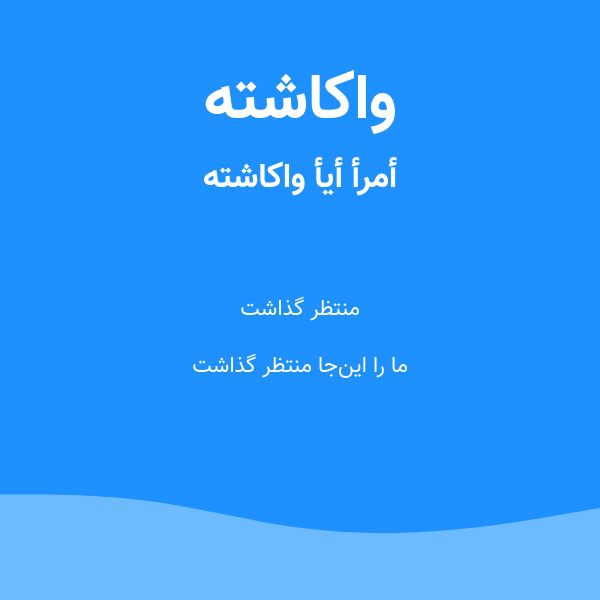 واکاشته
أمرأ أیأ واکاشته
منتظر گذاشت
ما را این‌جا منتظر گذاشت